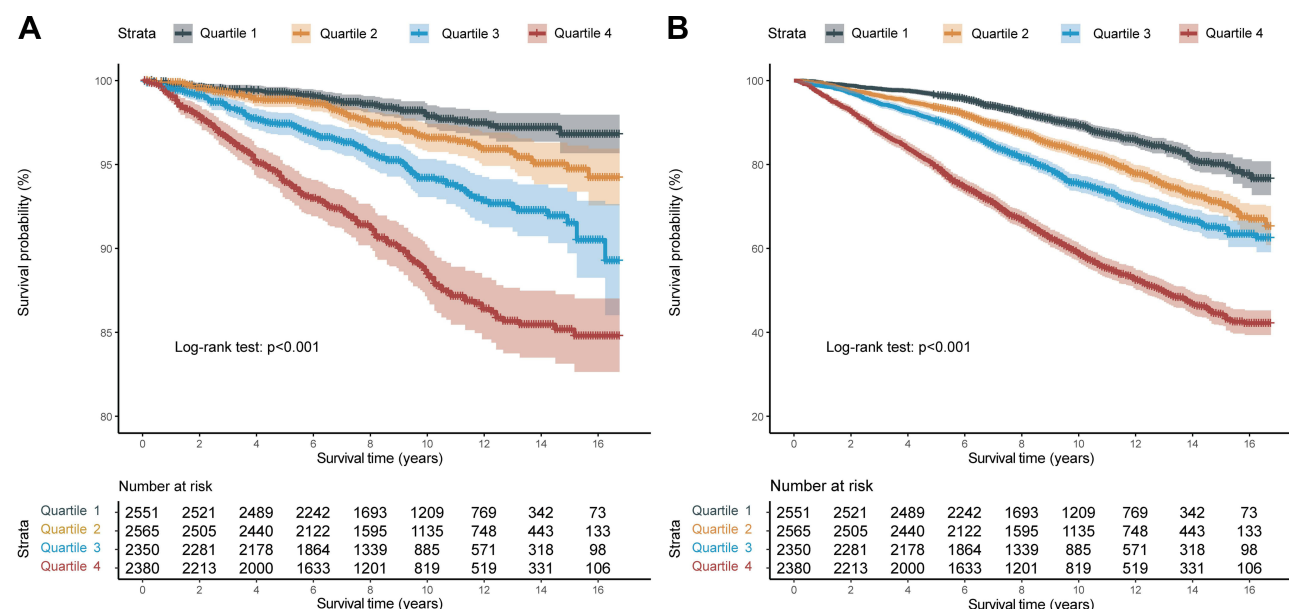 A
Strata Quartile 1 Quartile 2 Quartile 3 Quartile 4
100
95
90
85
80
Survival probability (%)
Log-rank test: p<0.001
0 2 4 6 8 10 12 14 16
Survival time (years)
Number at risk
Strata
Quartile 1 2551 2521 2489 2242 1693 1209 769 342 73
Quartile 2 2565 2505 2440 2122 1595 1135 748 443 133
Quartile 3 2350 2281 2178 1864 1339 885 571 318 98
Quartile 4 2380 2213 2000 1633 1201 819 519 331 106
0 2 4 6 8 10 12 14 16
Survival time (years)
B
Strata Quartile 1 Quartile 2 Quartile 3 Quartile 4
100
80
60
40
20
Survival probability (%)
Log-rank test: p<0.001
0 2 4 6 8 10 12 14 16
Survival time (years)
Number at risk
Strata
Quartile 1 2551 2521 2489 2242 1693 1209 769 342 73
Quartile 2 2565 2505 2440 2122 1595 1135 748 443 133
Quartile 3 2350 2281 2178 1864 1339 885 571 318 98
Quartile 4 2380 2213 2000 1633 1201 819 519 331 106
0 2 4 6 8 10 12 14 16
Survival time (years)